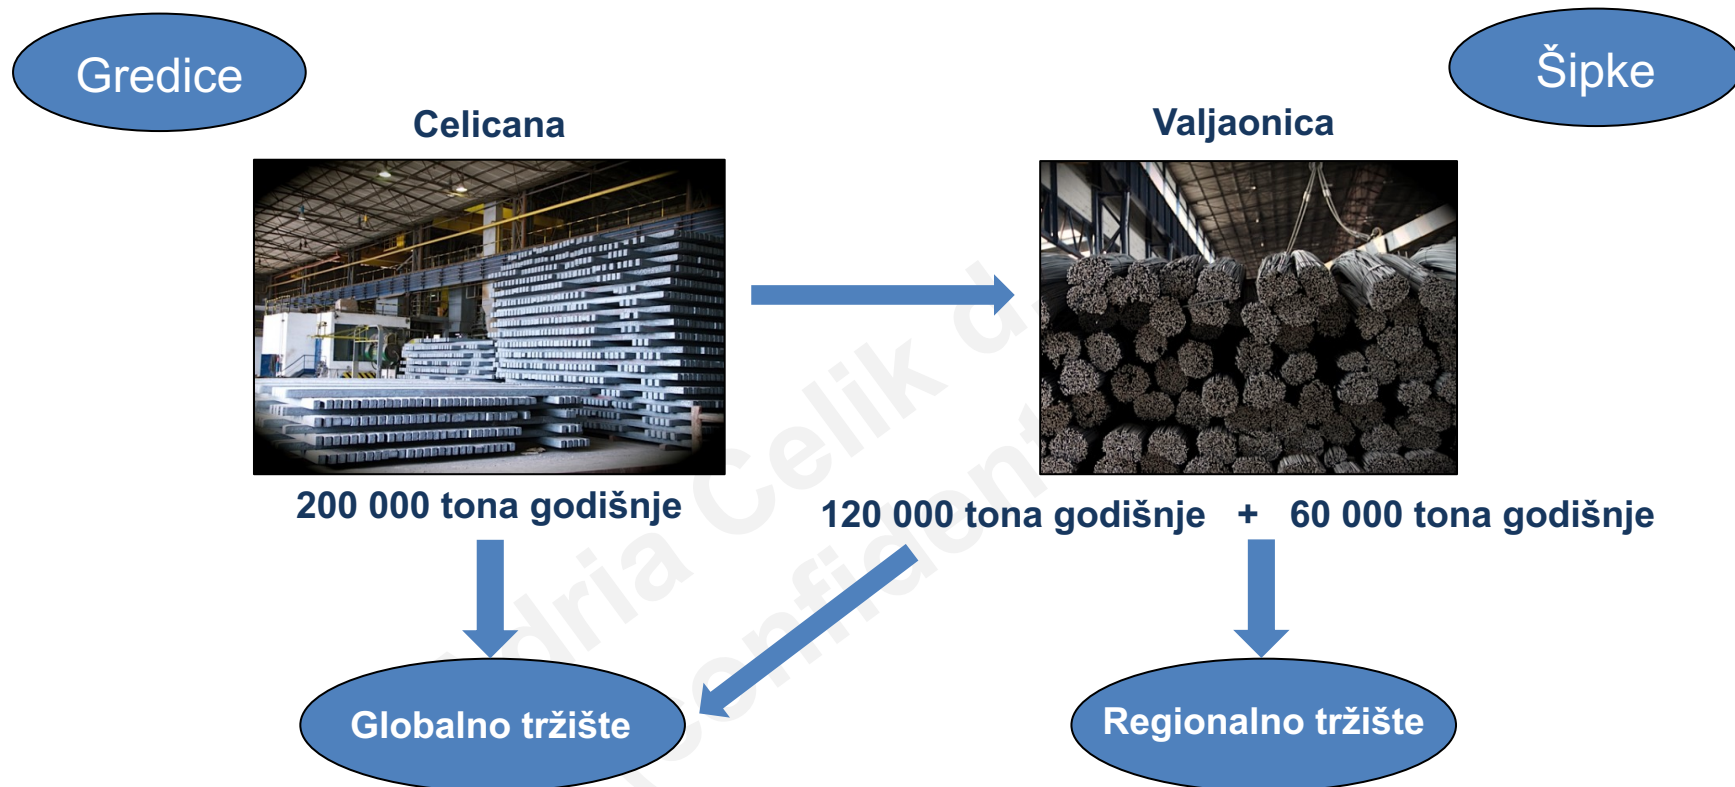 Gredice
Šipke
Celicana
Valjaonica
200 000 tona godišnje
120 000 tona godišnje + 60 000 tona godišnje
Globalno tržište
Regionalno tržište
Celik d